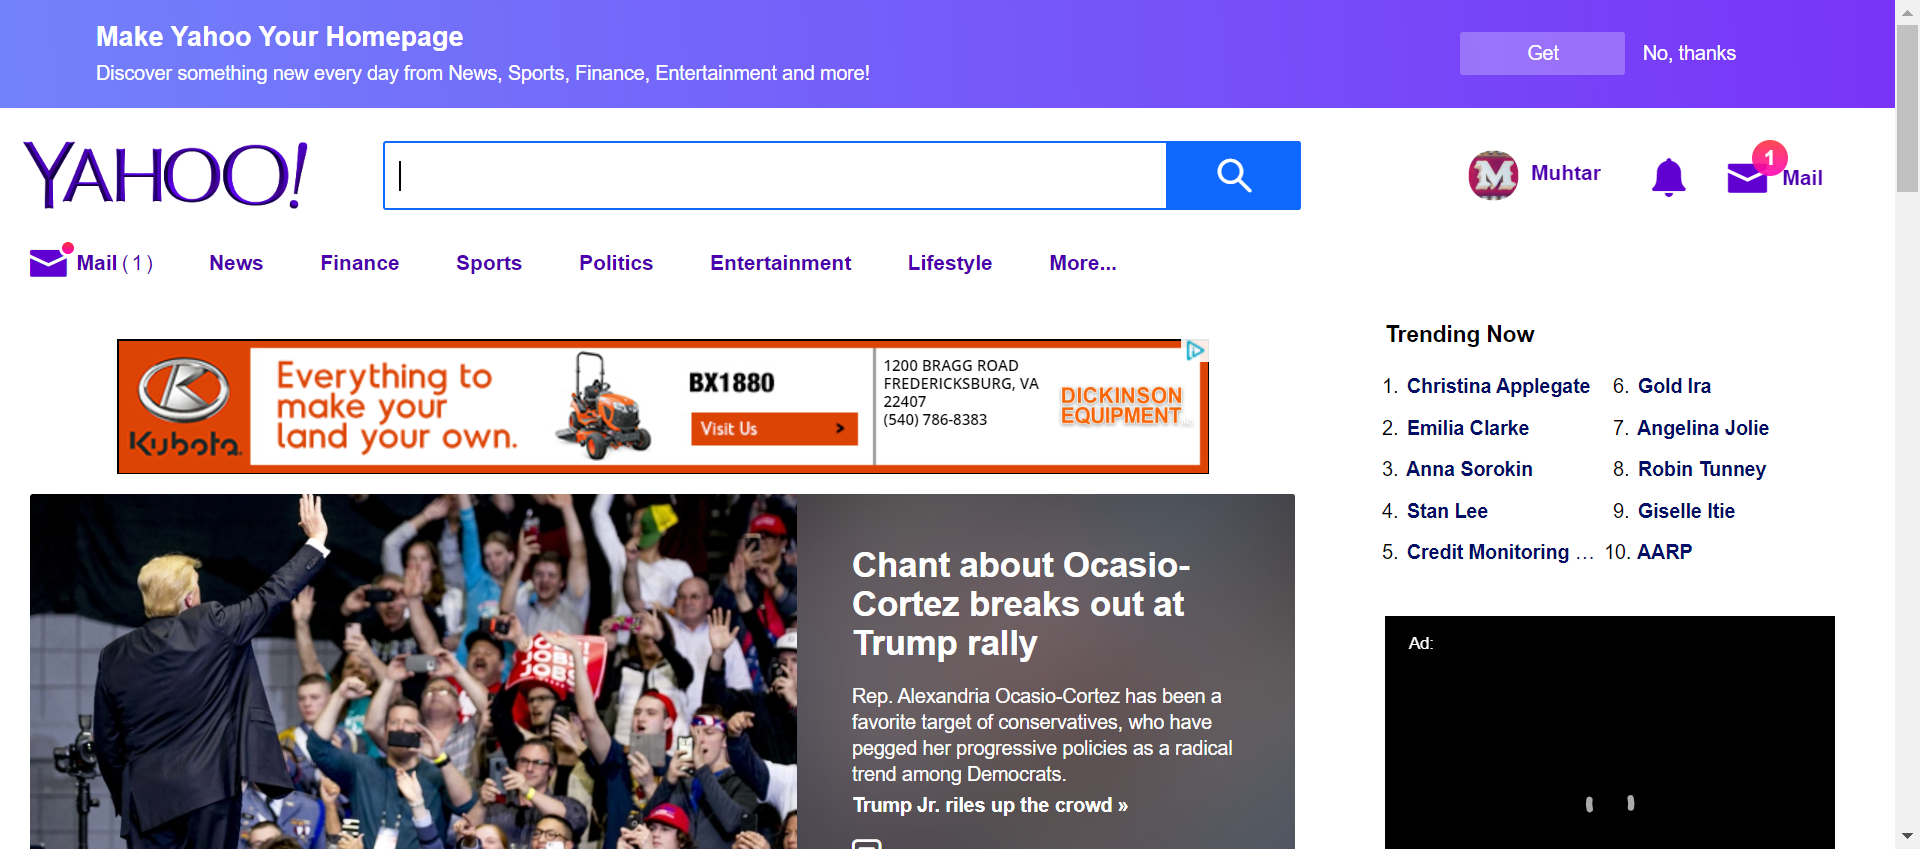 Make Yahoo Your Homepage
Discover something new every day from News, Sports, Finance, Entertainment and more!
Get
No, thanks
YAHOO!
Muhtar
1
Mail
Mail (1)
News
Finance
Sports
Politics
Entertainment
Lifestyle
More...
Kubota
Everything to
make your
land your own.
BX1880
Visit Us >
1200 BRAGG ROAD
FREDERICKSBURG, VA
22407
(540) 786-8383
DICKINSON
EQUIPMENT
Trending Now
1. Christina Applegate
2. Emilia Clarke
3. Anna Sorokin
4. Stan Lee
5. Credit Monitoring ...
6. Gold Ira
7. Angelina Jolie
8. Robin Tunney
9. Giselle Itie
10. AARP
JOBS!
JOBS
Chant about Ocasio-
Cortez breaks out at
Trump rally
Rep. Alexandria Ocasio-Cortez has been a
favorite target of conservatives, who have
pegged her progressive policies as a radical
trend among Democrats.
Trump Jr. riles up the crowd »
Ad: